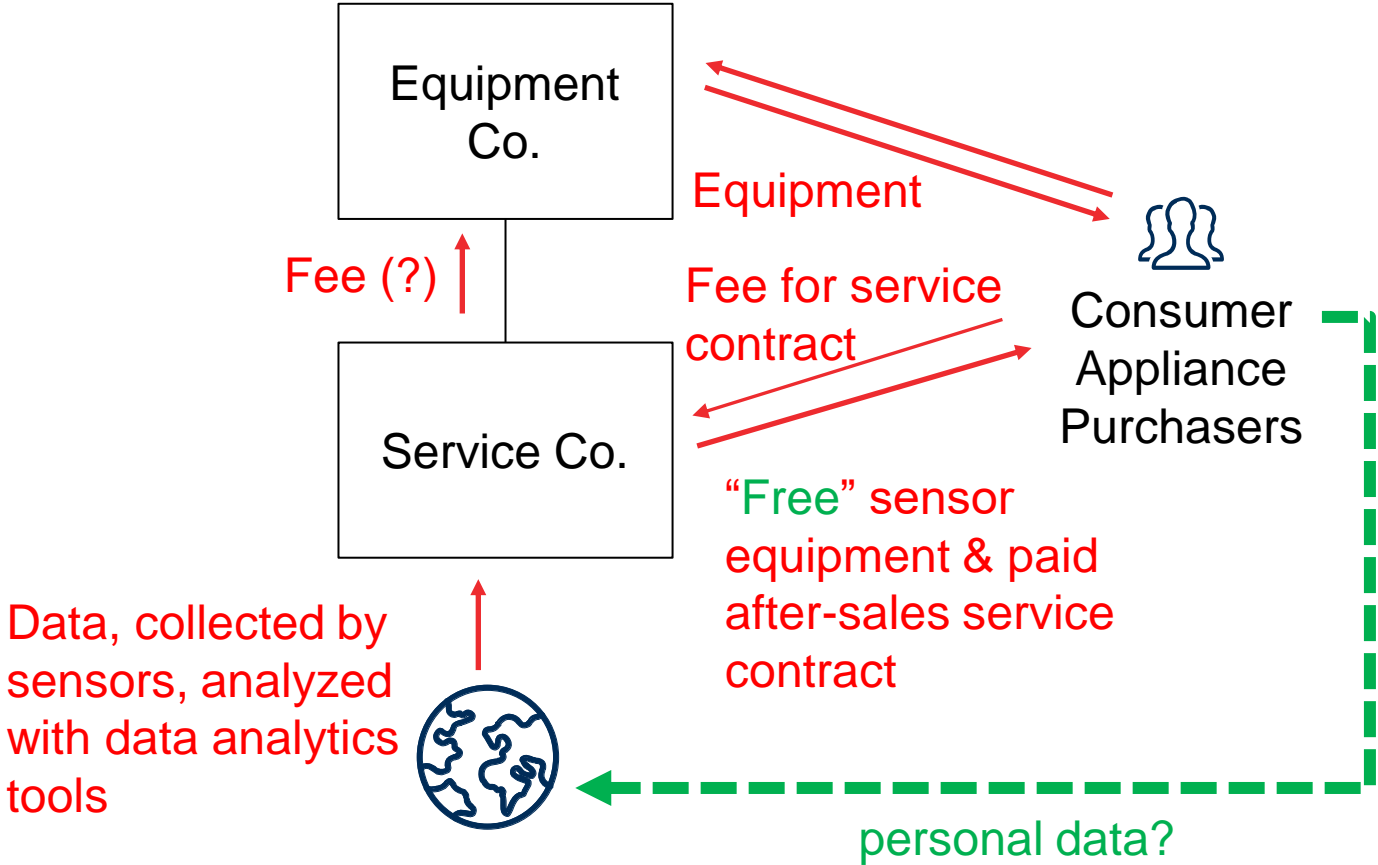 Equipment
Co.
Equipment
Fee (?)
Fee for service
contract
Consumer
Appliance
Purchasers
Service Co.
“Free” sensor
equipment & paid
after-sales service
contract
Data, collected by
sensors, analyzed
with data analytics
tools
personal data?